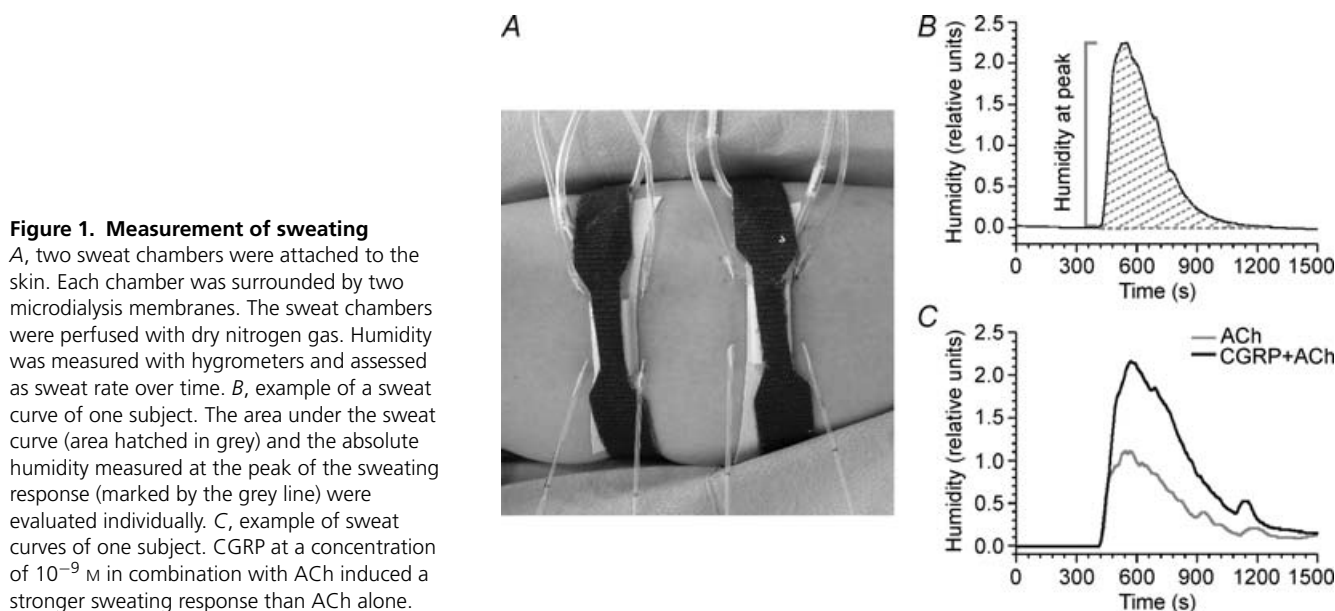 Figure 1. Measurement of sweating
A, two sweat chambers were attached to the
skin. Each chamber was surrounded by two
microdialysis membranes. The sweat chambers
were perfused with dry nitrogen gas. Humidity
was measured with hygrometers and assessed
as sweat rate over time. B, example of a sweat
curve of one subject. The area under the sweat
curve (area hatched in grey) and the absolute
humidity measured at the peak of the sweating
response (marked by the grey line) were
evaluated individually. C, example of sweat
curves of one subject. CGRP at a concentration
of 10⁻⁹ M in combination with ACh induced a
stronger sweating response than ACh alone.
A
B
Humidity (relative units)
2.5
2.0
1.5
1.0
0.5
0.0
Humidity at peak
0 300 600 900 1200 1500
Time (s)
C
Humidity (relative units)
2.5
2.0
1.5
1.0
0.5
0.0
ACh
CGRP+ACh
0 300 600 900 1200 1500
Time (s)